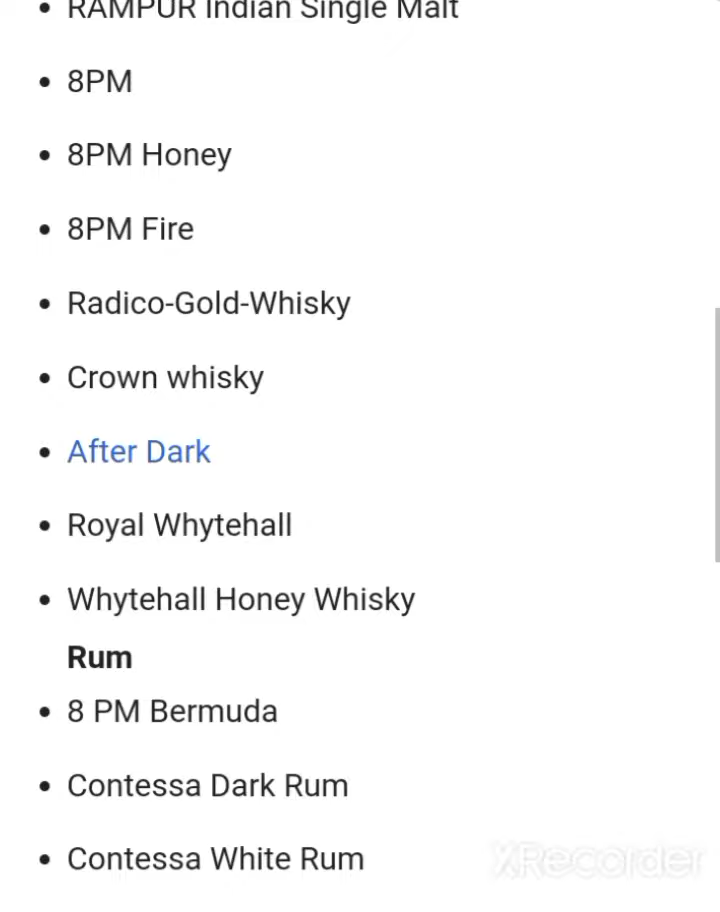 RAMPUR Indian Single Malt
8PM
8PM Honey
8PM Fire
Radico-Gold-Whisky
Crown whisky
After Dark
Royal Whytehall
Whytehall Honey Whisky
Rum
8 PM Bermuda
Contessa Dark Rum
Contessa White Rum
XRecorder